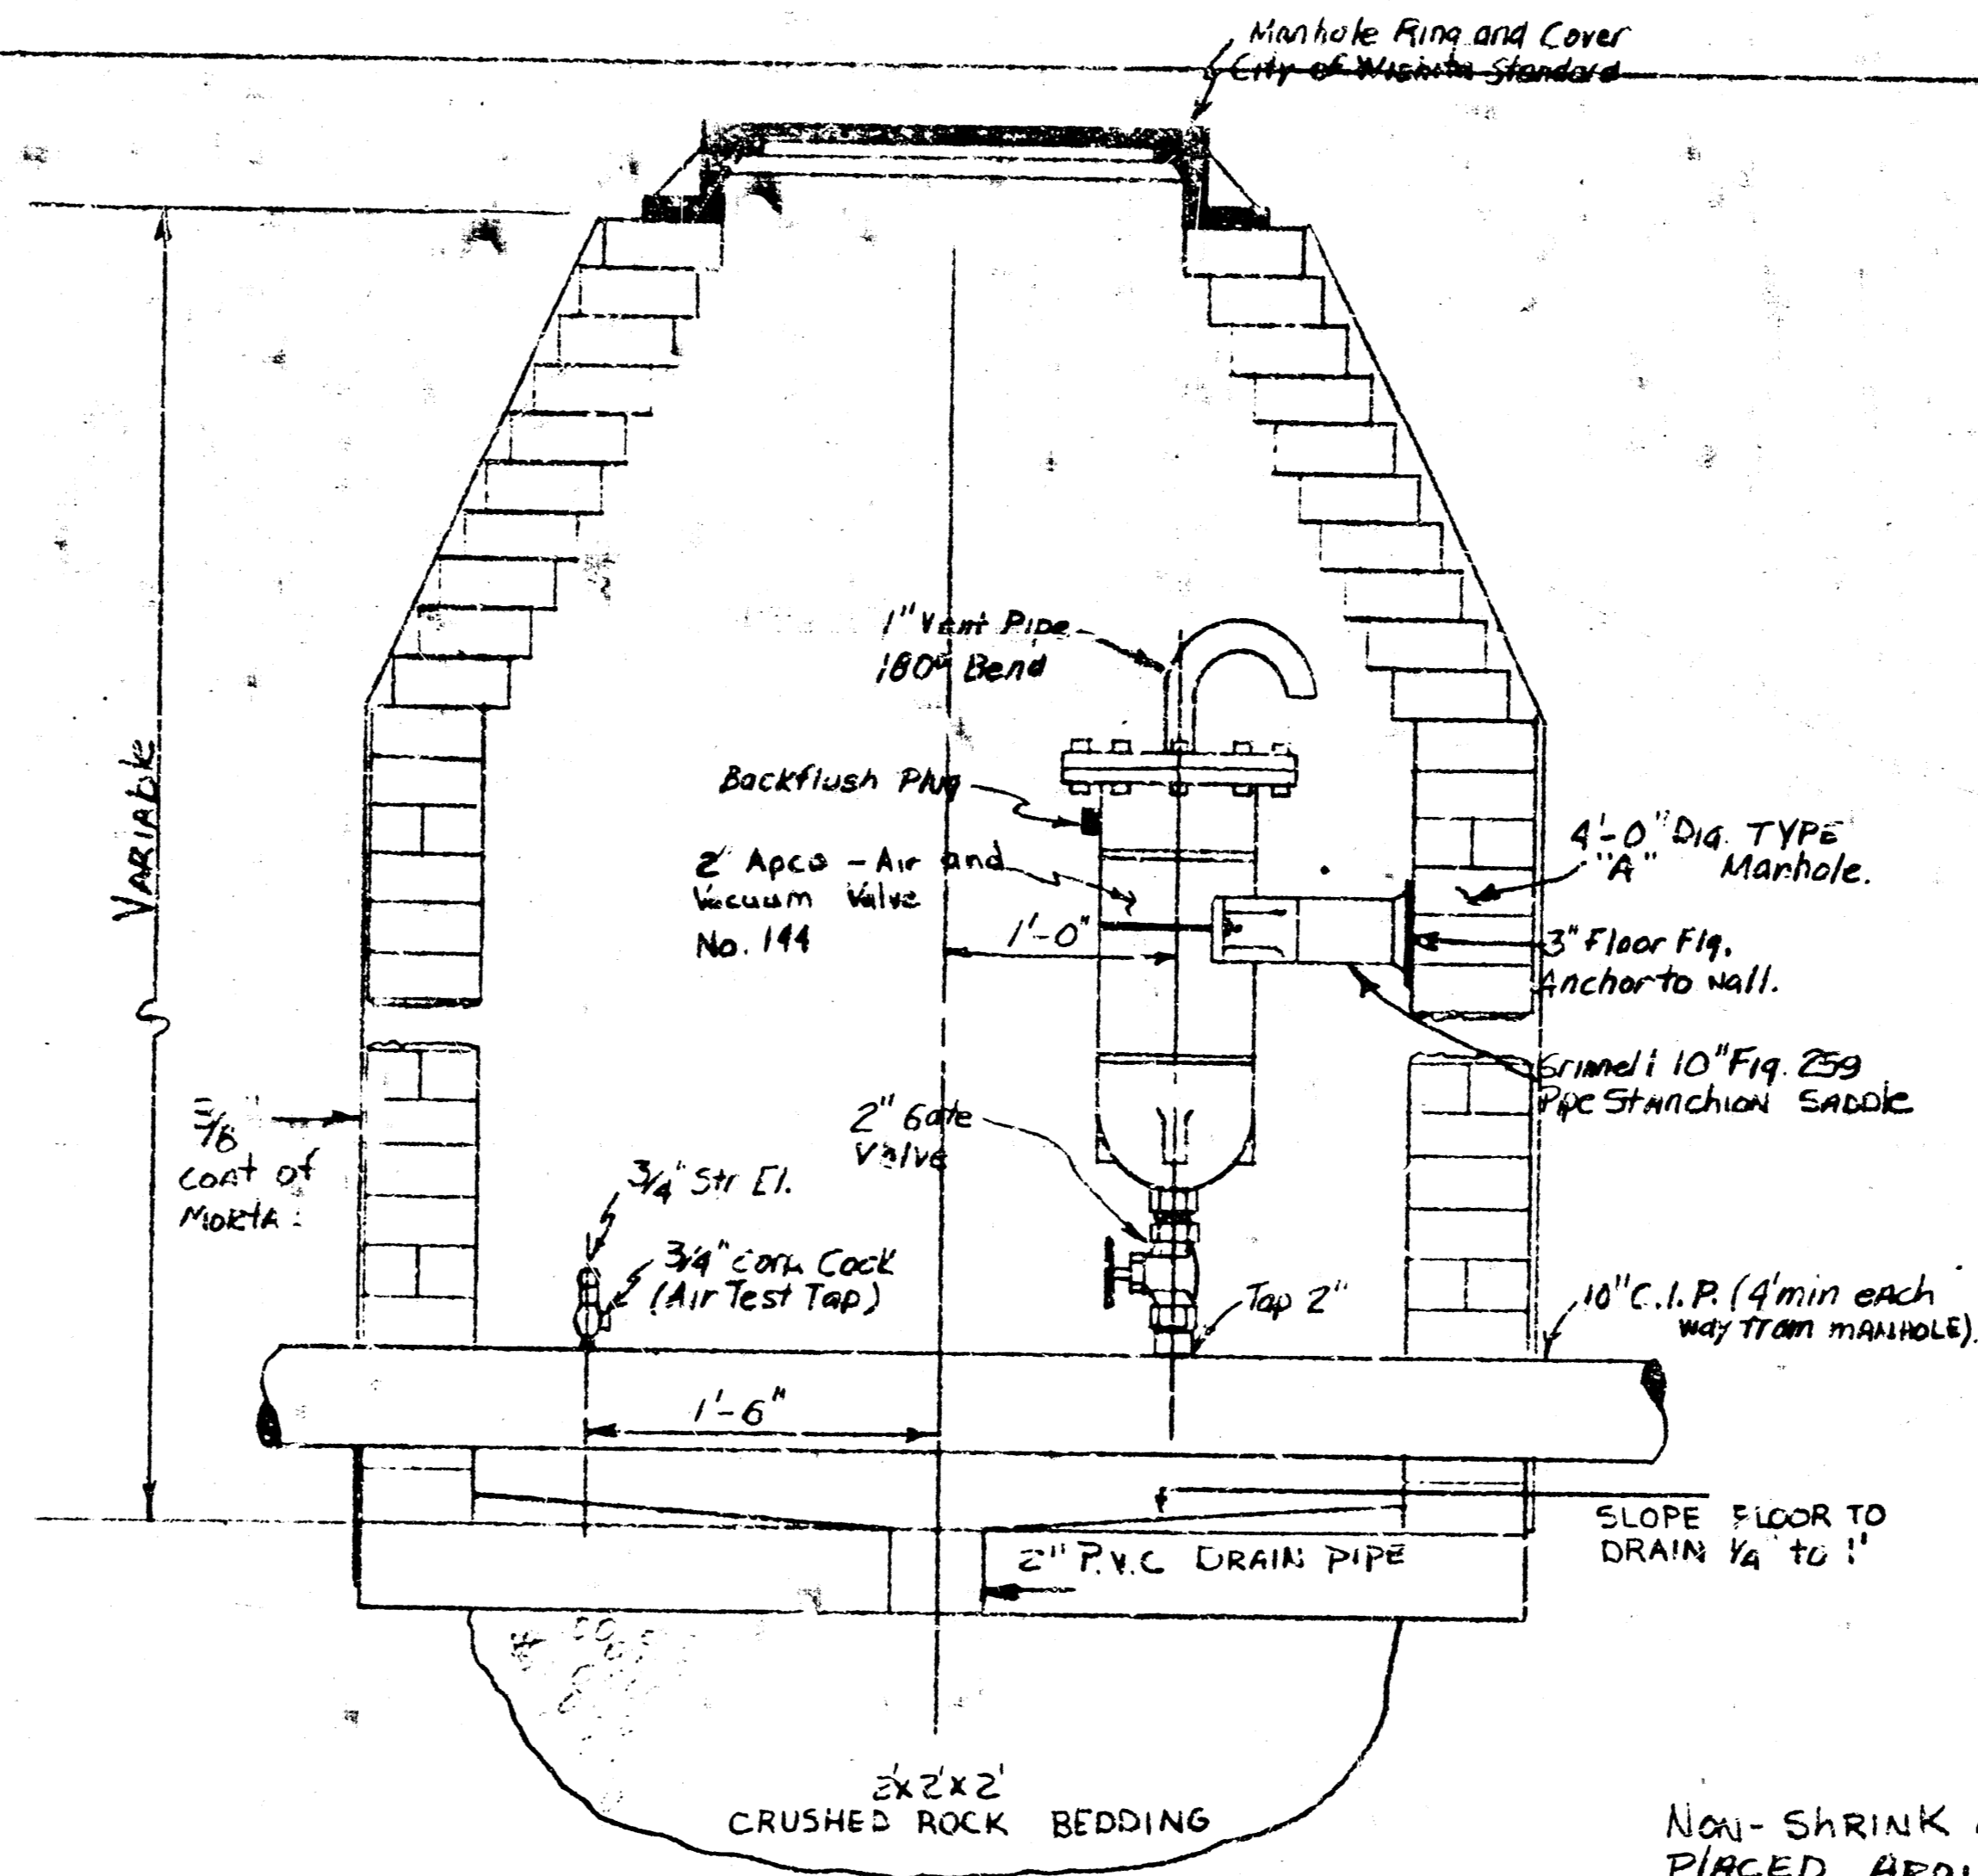 Manhole Ring and Cover
City of Wichita Standard
1" Vent Pipe
180° Bend
Backflush Plug
2" Apco - Air and
Vacuum Valve
No. 144
1'-0"
4'-0" Dia. TYPE
"A" Manhole.
3" Floor Flg.
Anchor to Wall.
Grinnell 10" Fig. 259
Pipe Stanchion SADDLE
VARIABLE
5/8"
COAT of
MORTA
2" Gate
Valve
3/4" Str El.
3/4" Corp. Cock
(Air Test Tap)
Tap 2"
10" C.I.P. (4' min each
way from MANHOLE).
1'-6"
SLOPE FLOOR TO
DRAIN 1/4" to 1'
2" P.V.C DRAIN PIPE
2'x2'x2'
CRUSHED ROCK BEDDING
NON-SHRINK
PLACED